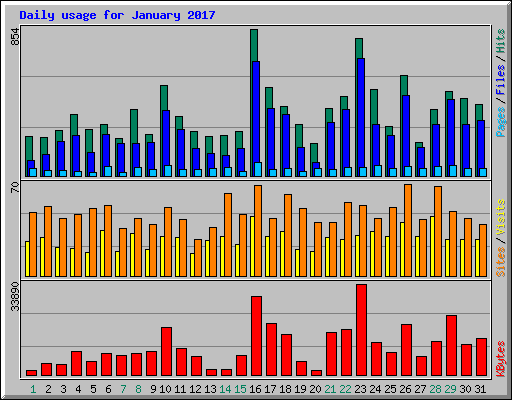 Daily usage for January 2017
854
Pages / Files / Hits
70
Sites / Visits
33890
KBytes
1 2 3 4 5 6 7 8 9 10 11 12 13 14 15 16 17 18 19 20 21 22 23 24 25 26 27 28 29 30 31